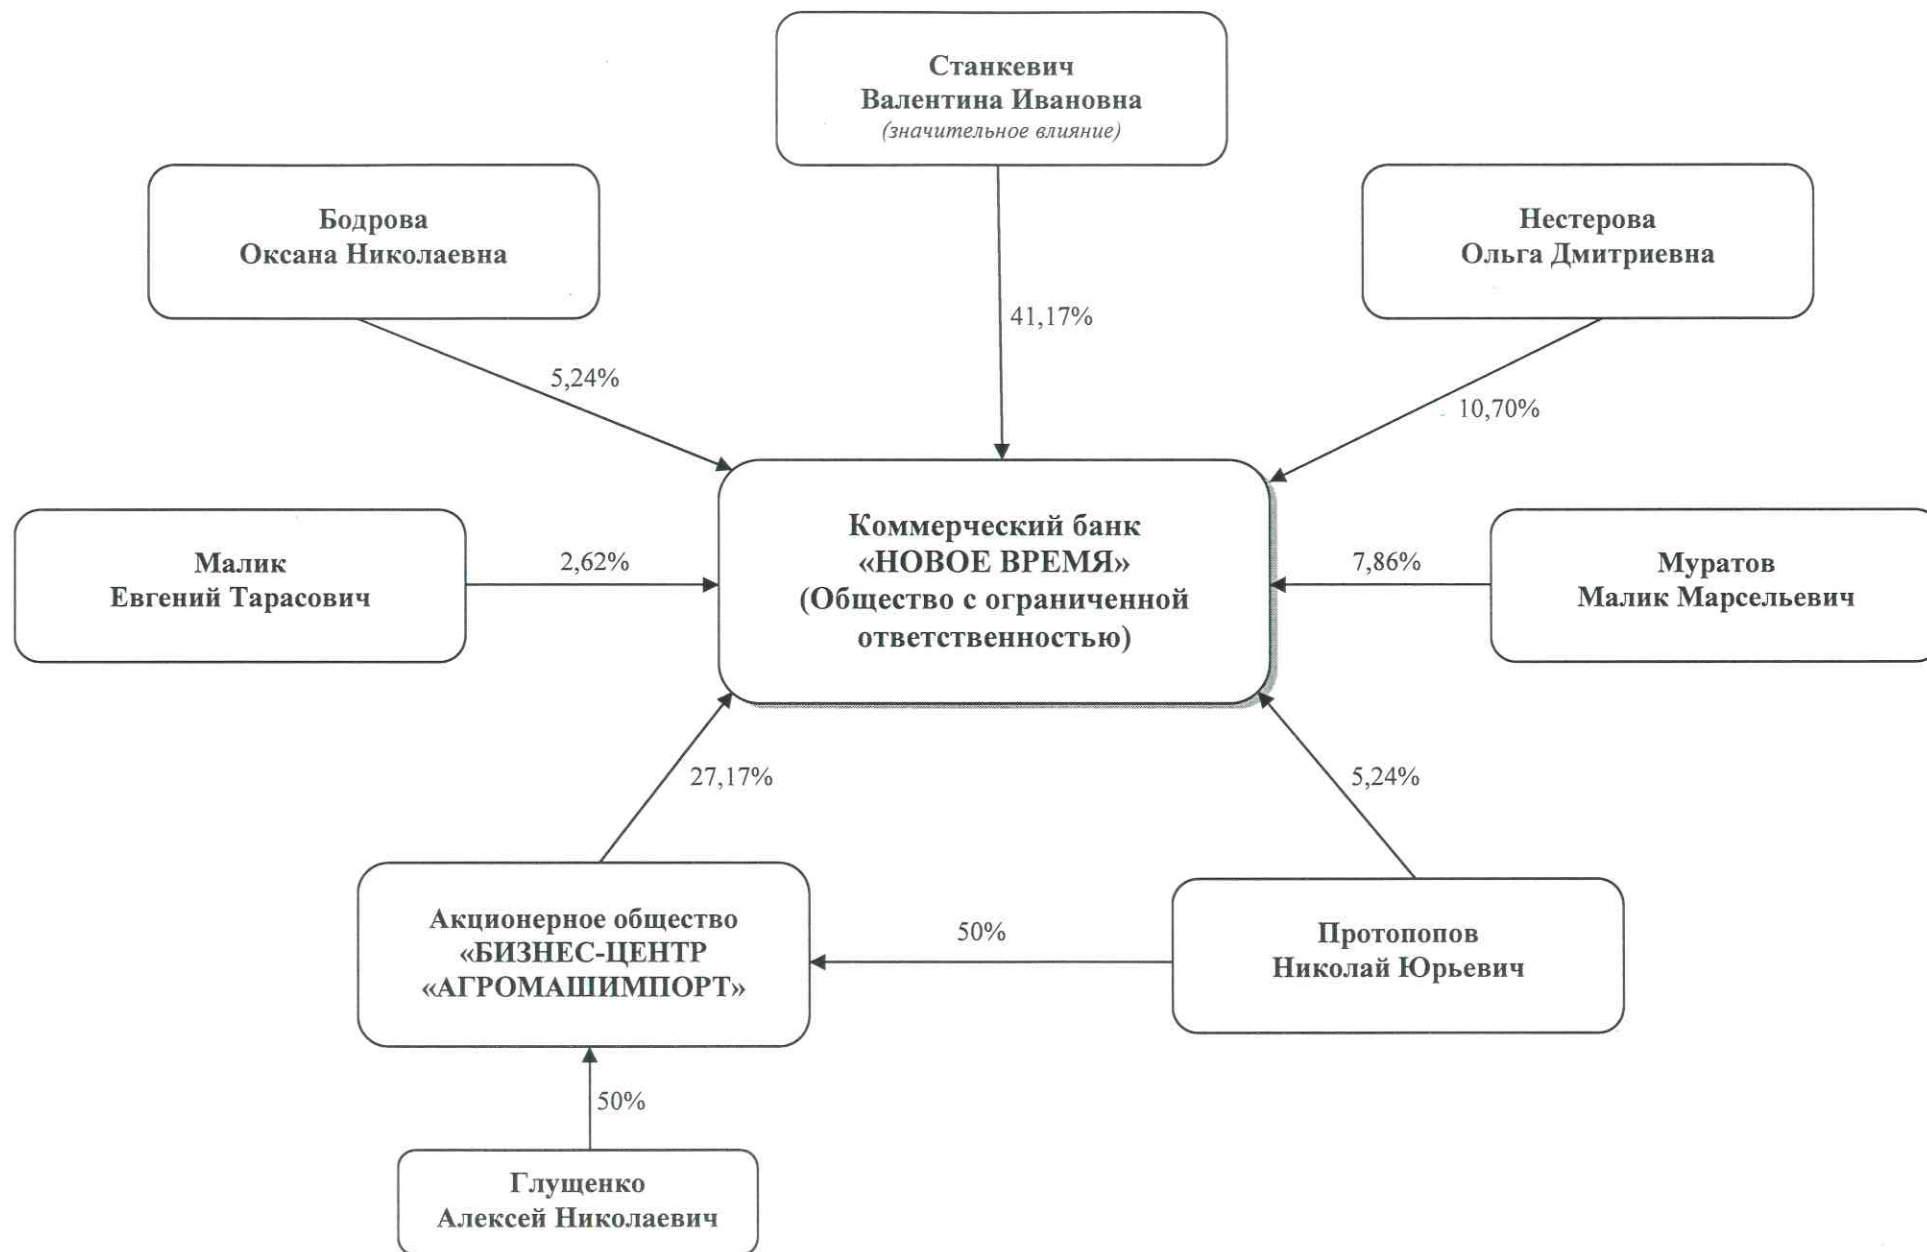 Станкевич
Валентина Ивановна
(значительное влияние)
Бодрова
Оксана Николаевна
Нестерова
Ольга Дмитриевна
41,17%
5,24%
10,70%
Малик
Евгений Тарасович
2,62%
Коммерческий банк
«НОВОЕ ВРЕМЯ»
(Общество с ограниченной
ответственностью)
7,86%
Муратов
Малик Марсельевич
27,17%
5,24%
Акционерное общество
«БИЗНЕС-ЦЕНТР
«АГРОМАШИМПОРТ»
50%
Протопопов
Николай Юрьевич
50%
Глущенко
Алексей Николаевич